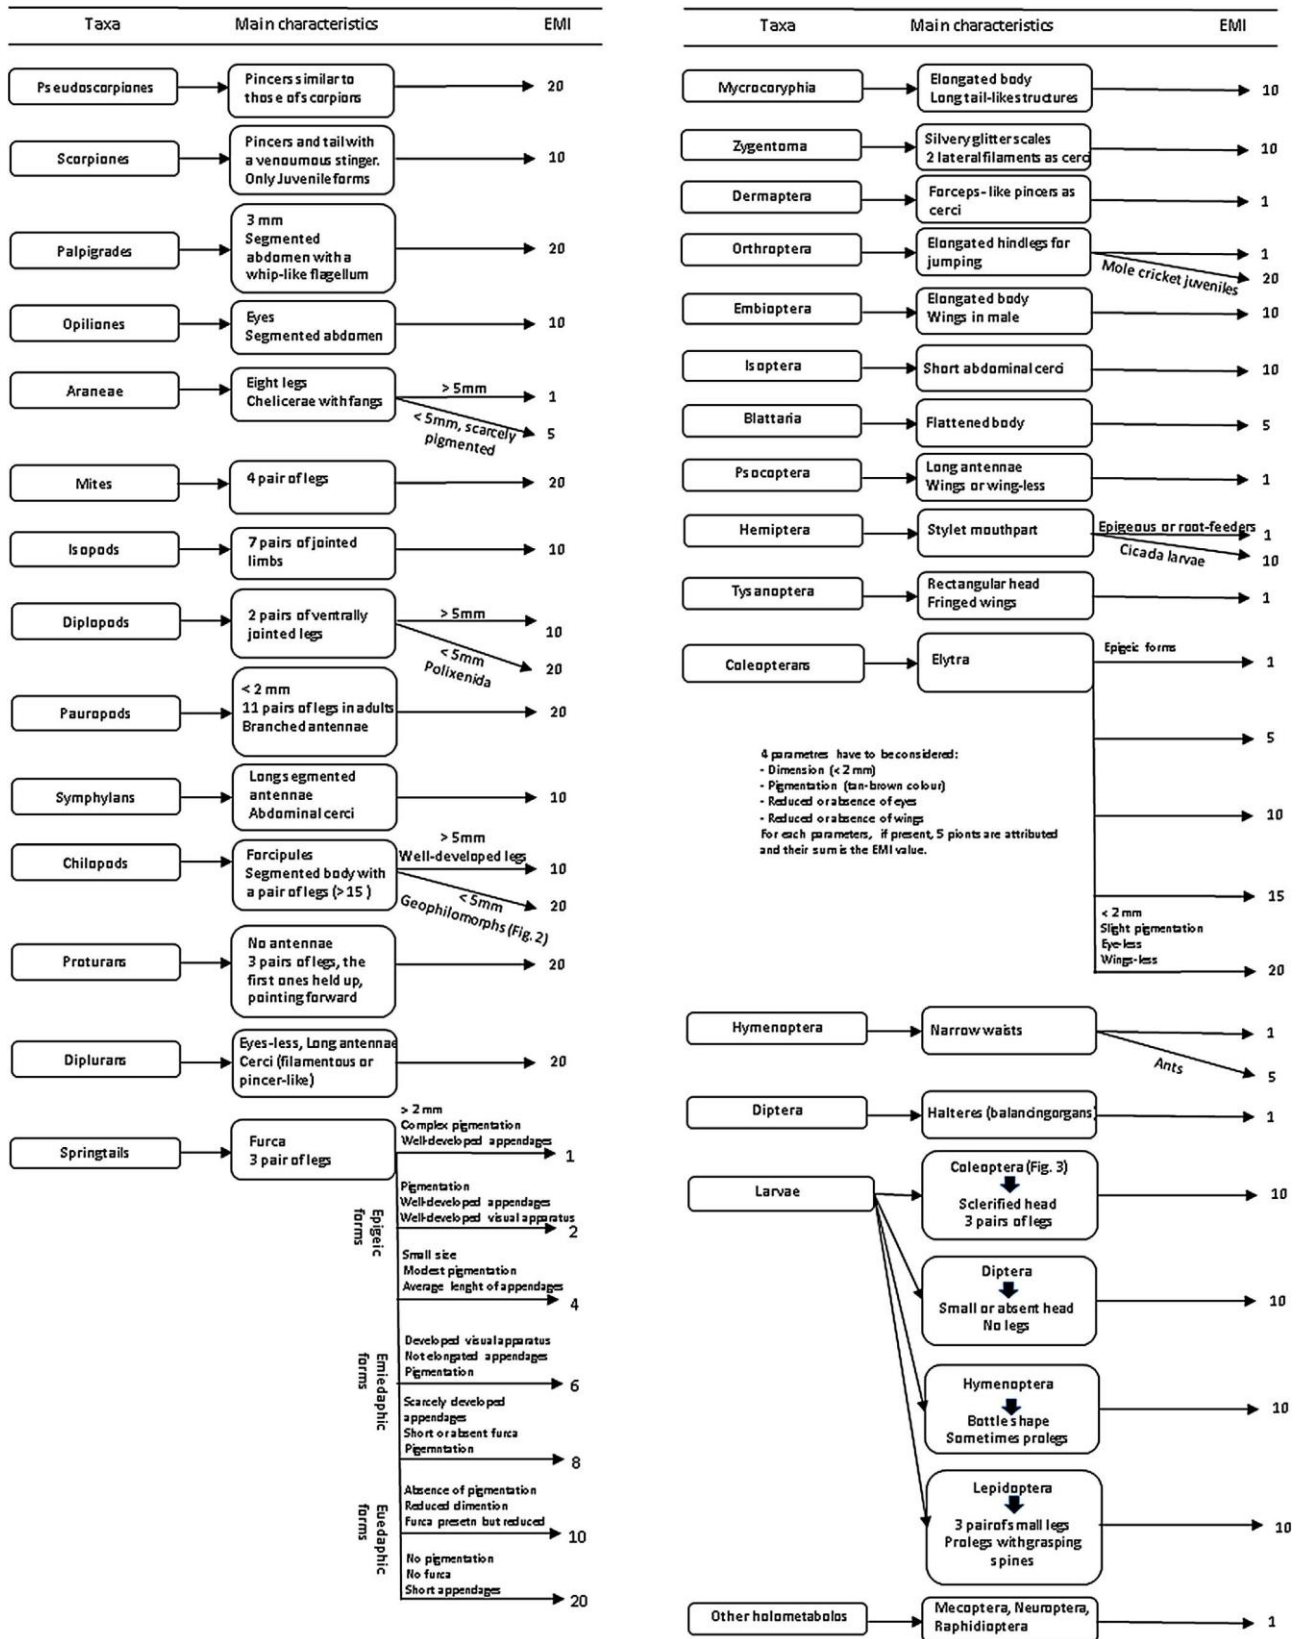 Taxa Main characteristics EMI
Pseudoscorpiones
Pincers similar to
those of scorpions
20
Scorpiones
Pincers and tail with
a venoumous stinger.
Only Juvenile forms
10
Palpigrades
3 mm
Segmented
abdomen with a
whip-like flagellum
20
Opiliones
Eyes
Segmented abdomen
10
Araneae
Eight legs
Chelicerae with fangs
> 5mm
1
< 5mm, scarcely
pigmented
5
Mites
4 pair of legs
20
Isopods
7 pairs of jointed
limbs
10
Diplopods
2 pairs of ventrally
jointed legs
> 5mm
10
< 5mm
Polixenida
20
Pauropods
< 2 mm
11 pairs of legs in adults
Branched antennae
20
Symphylans
Long segmented
antennae
Abdominal cerci
10
Chilopods
Forcipules
Segmented body with
a pair of legs (> 15 )
> 5mm
Well-developed legs
10
< 5mm
Geophilomorphs (Fig. 2)
20
Proturans
No antennae
3 pairs of legs, the
first ones held up,
pointing forward
20
Diplurans
Eyes-less, Long antennae
Cerci (filamentous or
pincer-like)
20
Springtails
Furca
3 pair of legs
> 2 mm
Complex pigmentation
Well-developed appendages
1
Epigeic
forms
Pigmentation
Well-developed appendages
Well-developed visual apparatus
2
Small size
Modest pigmentation
Average lenght of appendages
4
Emiedaphic
forms
Developed visual apparatus
Not elongated appendages
Pigmentation
6
Scarcely developed
appendages
Short or absent furca
Pigemntation
8
Euedaphic
forms
Absence of pigmentation
Reduced dimention
Furca presetn but reduced
10
No pigmentation
No furca
Short appendages
20
Taxa Main characteristics EMI
Mycrocoryphia
Elongated body
Long tail-like structures
10
Zygentoma
Silvery glitter scales
2 lateral filaments as cerci
10
Dermaptera
Forceps- like pincers as
cerci
1
Orthroptera
Elongated hindlegs for
jumping
1
Mole cricket juveniles
20
Embioptera
Elongated body
Wings in male
10
Isoptera
Short abdominal cerci
10
Blattaria
Flattened body
5
Psocoptera
Long antennae
Wings or wing-less
1
Hemiptera
Stylet mouthpart
Epigeous or root-feeders
1
Cicada larvae
10
Tysanoptera
Rectangular head
Fringed wings
1
Coleopterans
Elytra
Epigeic forms
1
5
4 parametres have to be considered:
- Dimension (< 2 mm)
- Pigmentation (tan-brown colour)
- Reduced or absence of eyes
- Reduced or absence of wings
For each parameters, if present, 5 pionts are attributed
and their sum is the EMI value.
10
15
< 2 mm
Slight pigmentation
Eye-less
Wings-less
20
Hymenoptera
Narrow waists
1
Ants
5
Diptera
Halteres (balancing organs)
1
Larvae
Coleoptera (Fig. 3)
Sclerified head
3 pairs of legs
10
Diptera
Small or absent head
No legs
10
Hymenoptera
Bottle shape
Sometimes prolegs
10
Lepidoptera
3 pair of small legs
Prolegs with grasping
spines
10
Other holometabolos
Mecoptera, Neuroptera,
Raphidioptera
1